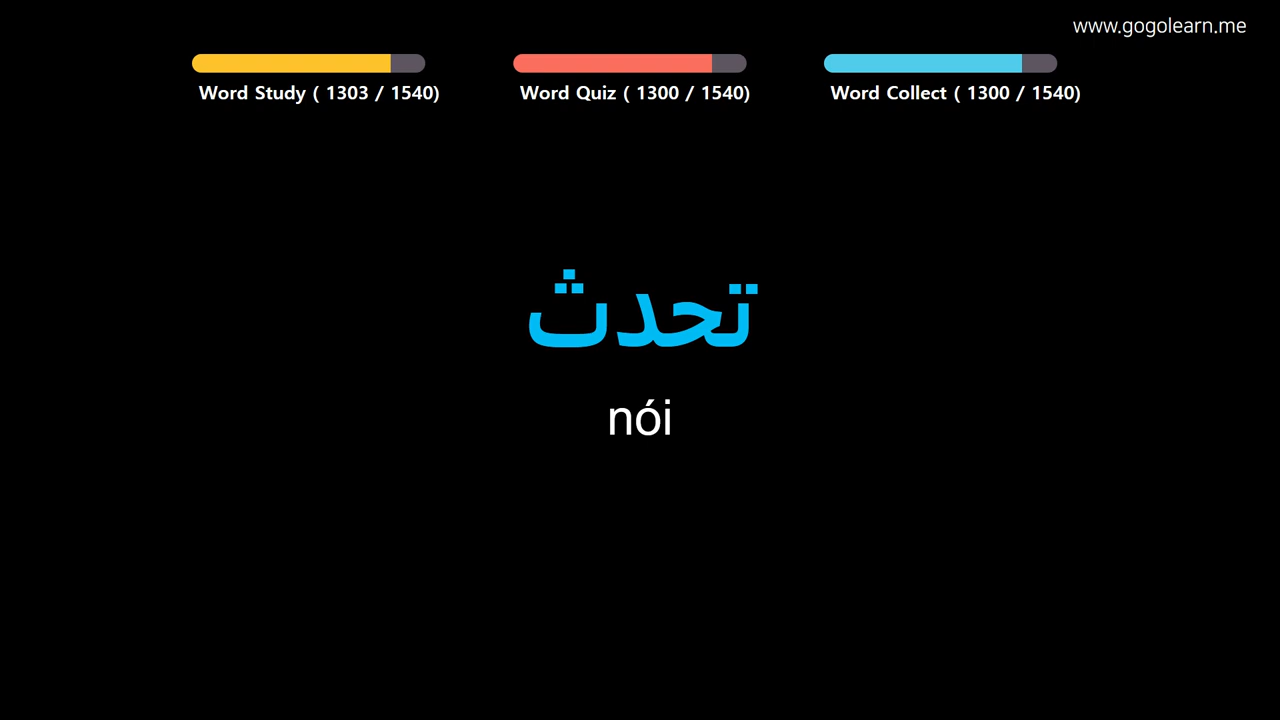 www.gogolearn.me
Word Study ( 1303 / 1540)
Word Quiz ( 1300 / 1540)
Word Collect ( 1300 / 1540)
تحدث
nói